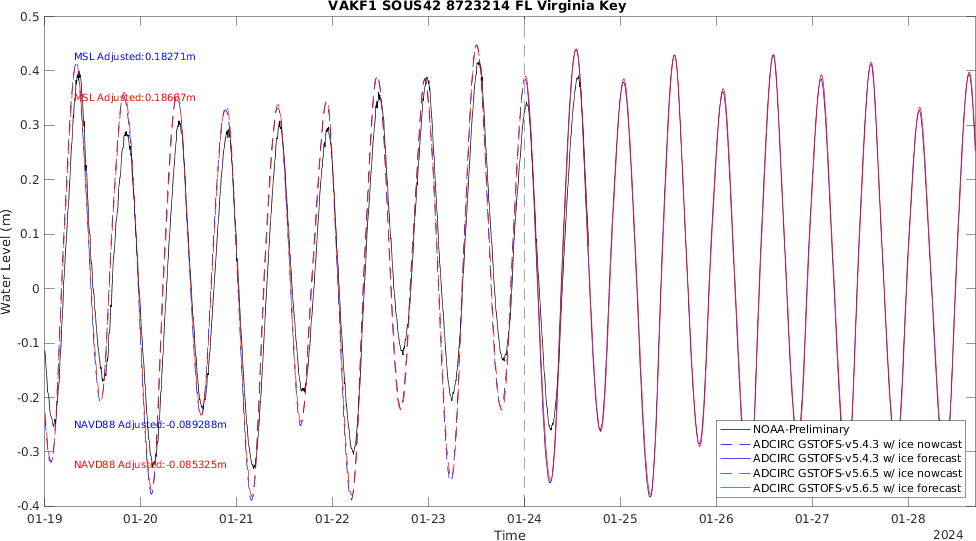 VAKF1 SOUS42 8723214 FL Virginia Key
0.5
0.4
0.3
0.2
0.1
0
-0.1
-0.2
-0.3
-0.4
Water Level (m)
MSL Adjusted:0.18271m
MSL Adjusted:0.18667m
NAVD88 Adjusted:-0.089288m
NAVD88 Adjusted:-0.085325m
NOAA-Preliminary
ADCIRC GSTOFS-v5.4.3 w/ ice nowcast
ADCIRC GSTOFS-v5.4.3 w/ ice forecast
ADCIRC GSTOFS-v5.6.5 w/ ice nowcast
ADCIRC GSTOFS-v5.6.5 w/ ice forecast
01-19 01-20 01-21 01-22 01-23 01-24 01-25 01-26 01-27 01-28
Time
2024